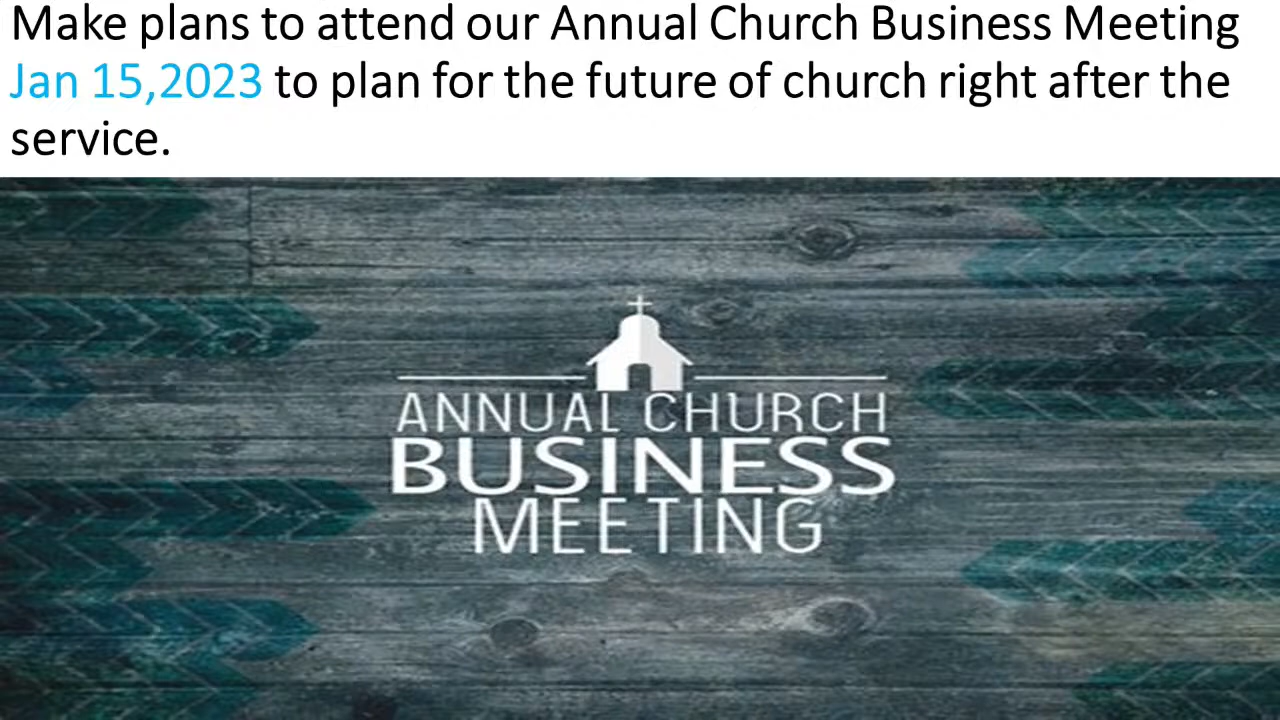 Make plans to attend our Annual Church Business Meeting
Jan 15,2023 to plan for the future of church right after the
service.
ANNUAL CHURCH
BUSINESS
MEETING